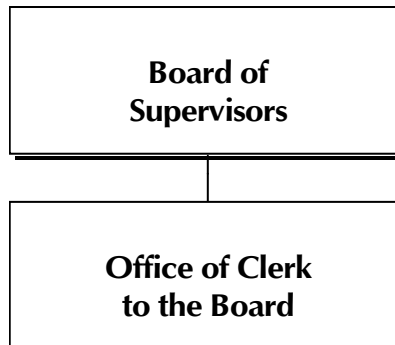 Board of
Supervisors
Office of Clerk
to the Board